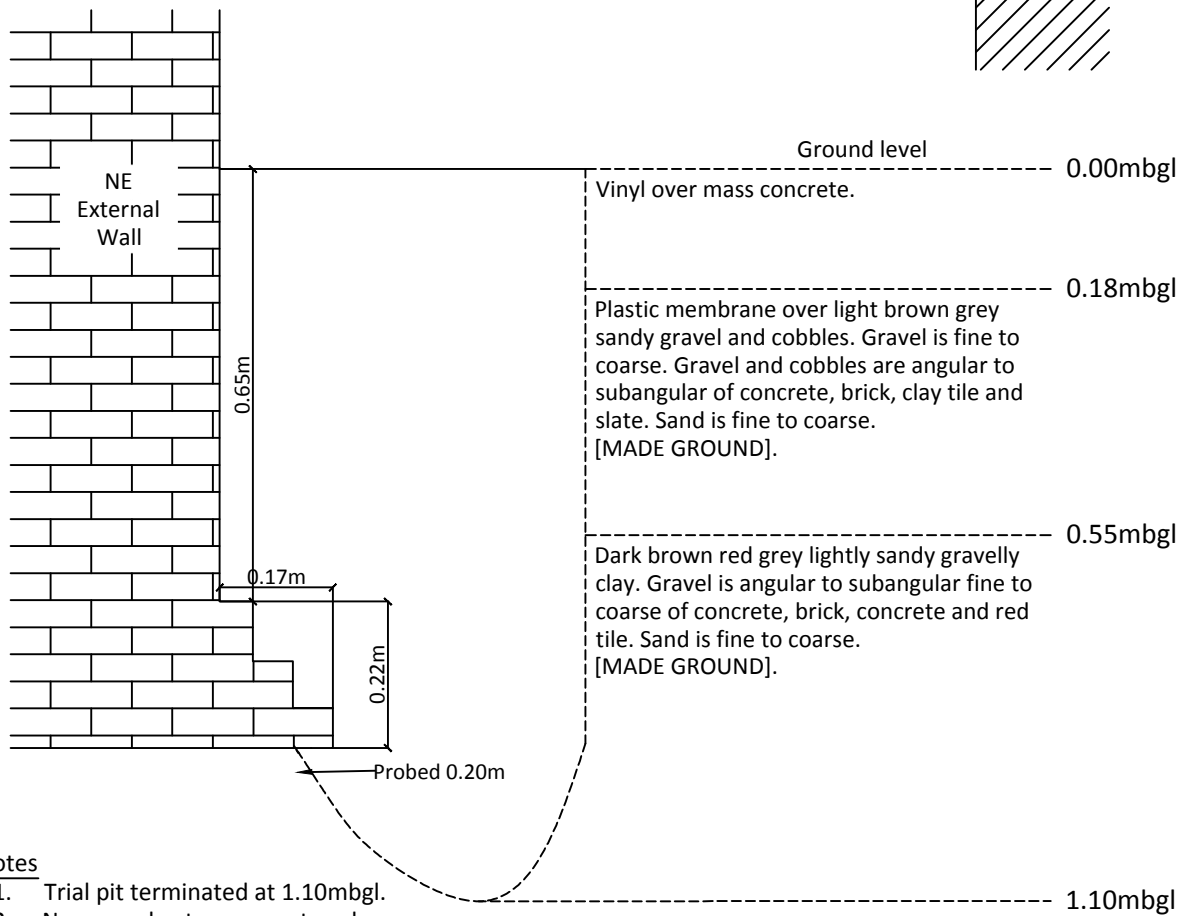 Ground level
0.00mbgl
Vinyl over mass concrete.
NE
External
Wall
0.18mbgl
Plastic membrane over light brown grey
sandy gravel and cobbles. Gravel is fine to
coarse. Gravel and cobbles are angular to
subangular of concrete, brick, clay tile and
slate. Sand is fine to coarse.
[MADE GROUND].
0.65m
0.55mbgl
Dark brown red grey lightly sandy gravelly
clay. Gravel is angular to subangular fine to
coarse of concrete, brick, concrete and red
tile. Sand is fine to coarse.
[MADE GROUND].
0.17m
0.22m
Probed 0.20m
otes
1. Trial pit terminated at 1.10mbgl.
1.10mbgl